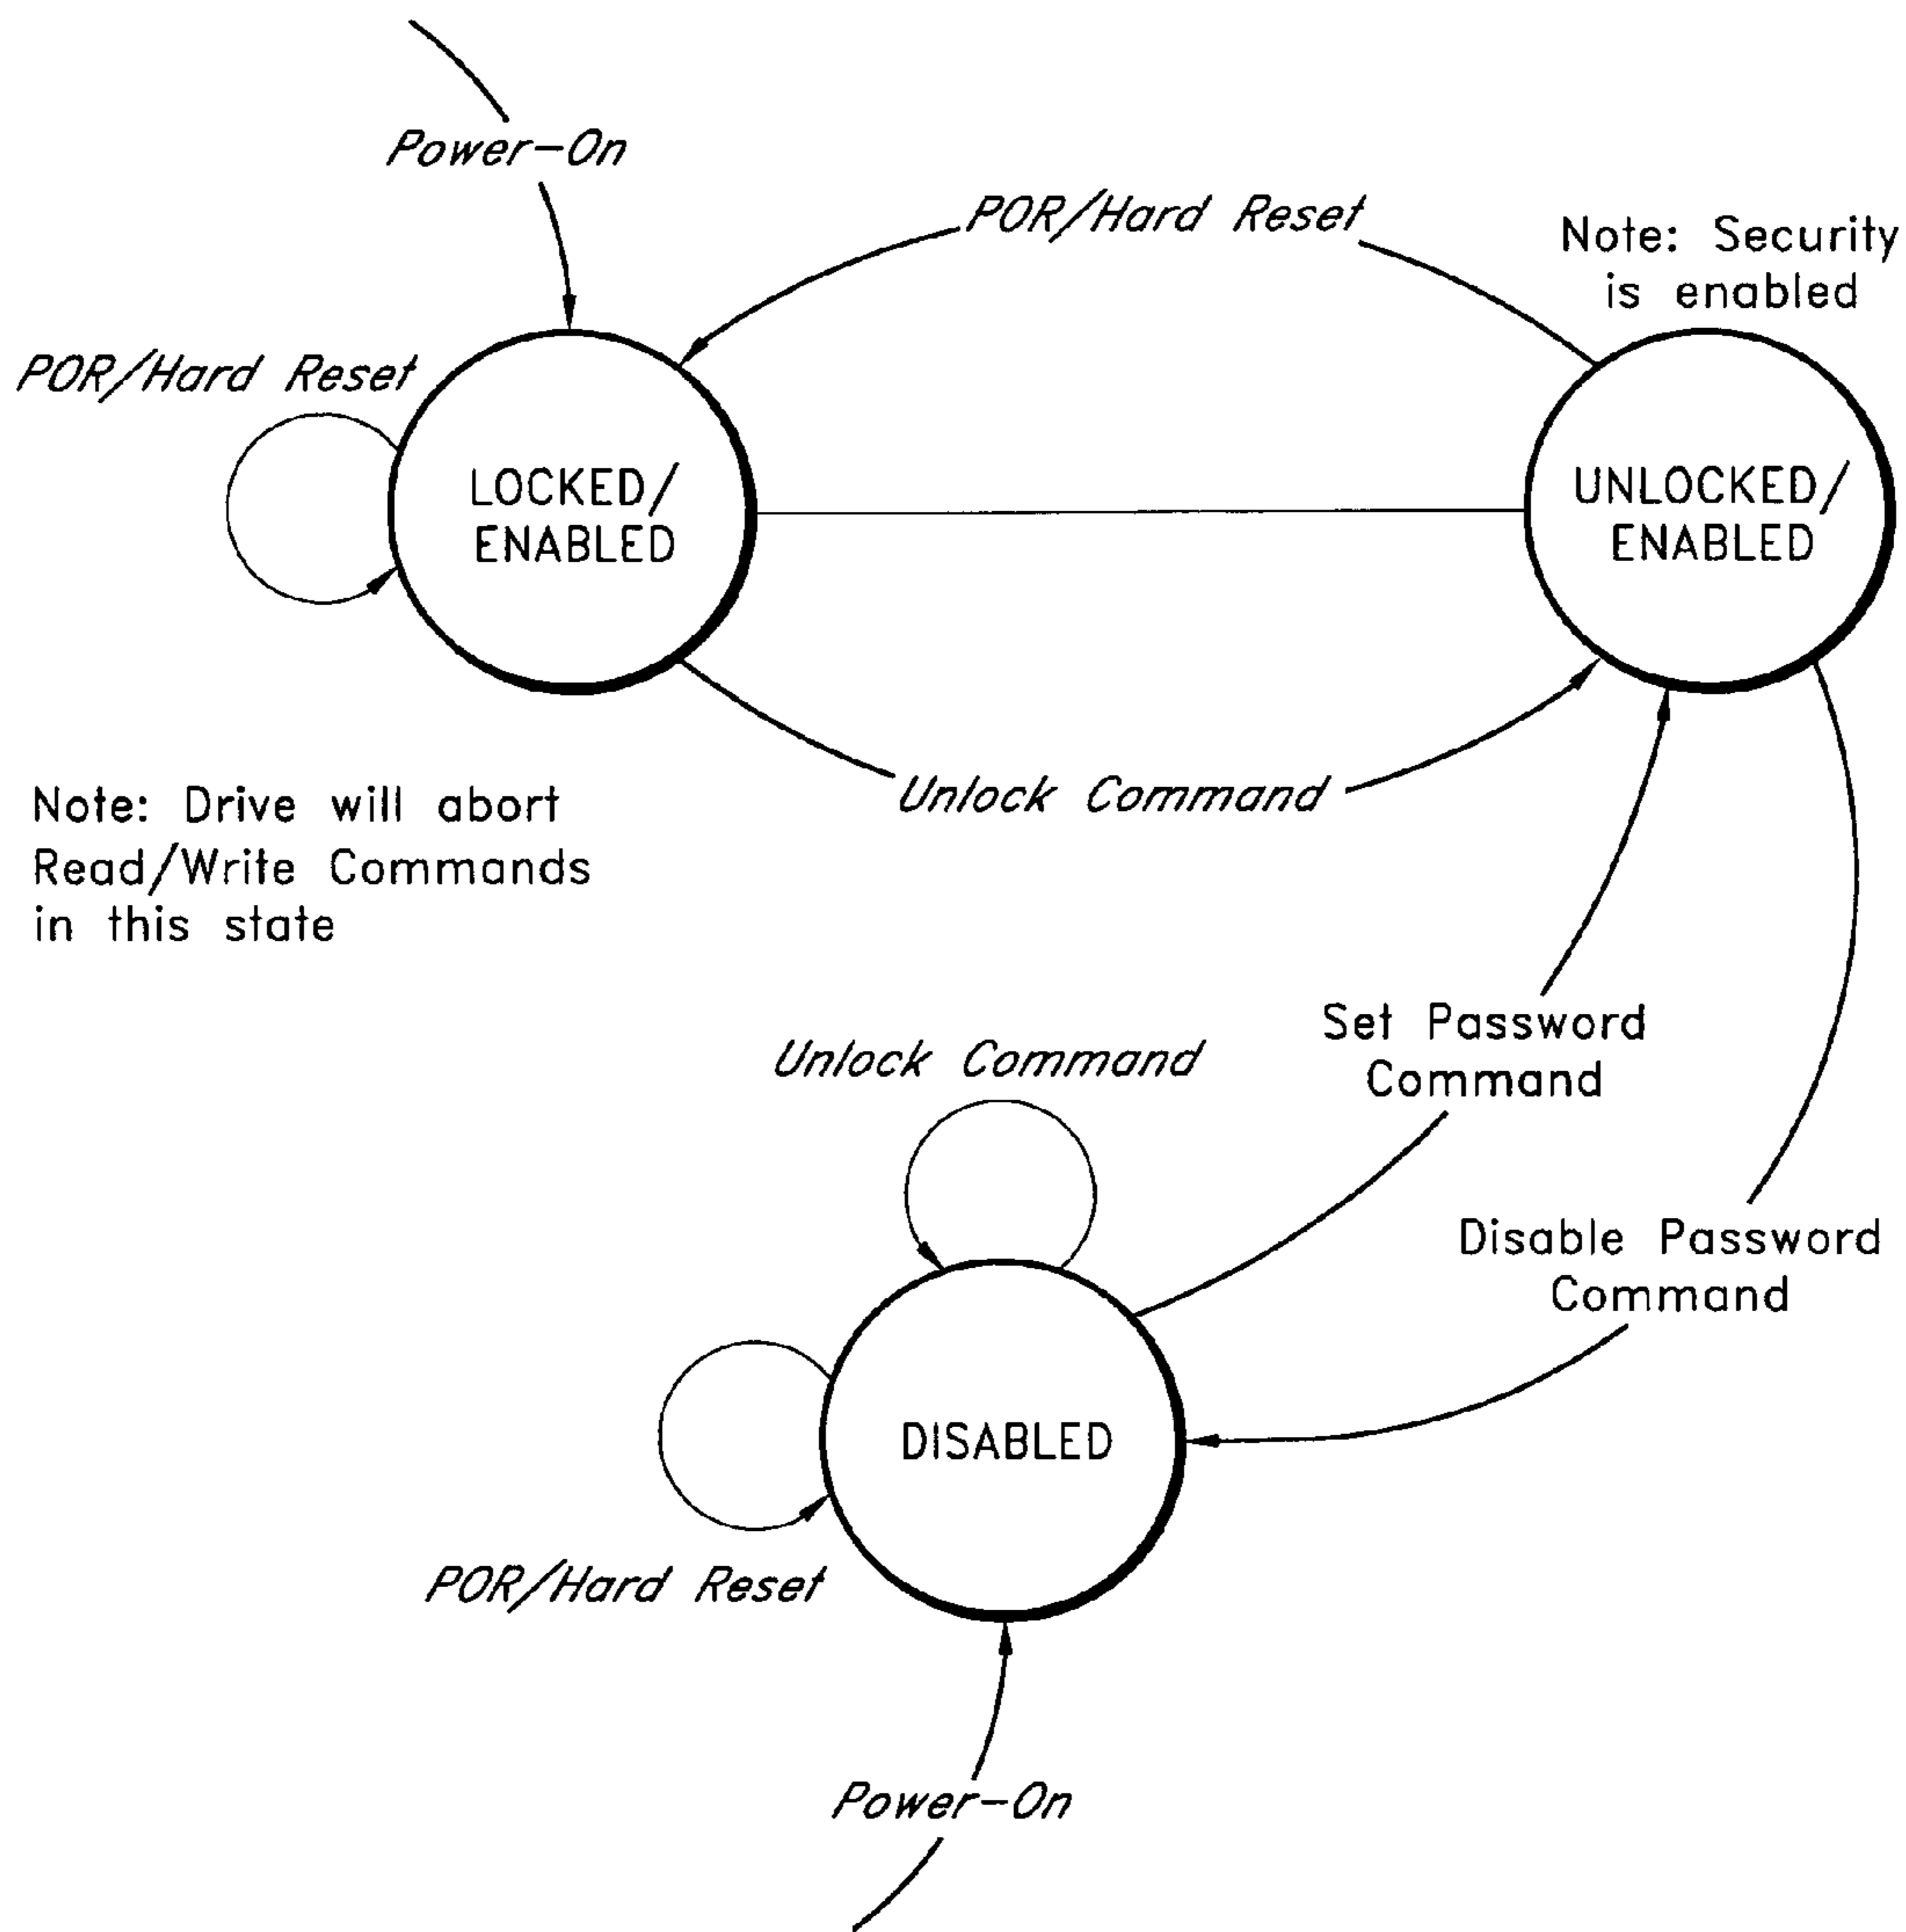 Power-On
POR/Hard Reset
Note: Security
is enabled
POR/Hard Reset
LOCKED/
ENABLED
UNLOCKED/
ENABLED
Unlock Command
Note: Drive will abort
Read/Write Commands
in this state
Set Password
Command
Unlock Command
Disable Password
Command
DISABLED
POR/Hard Reset
Power-On